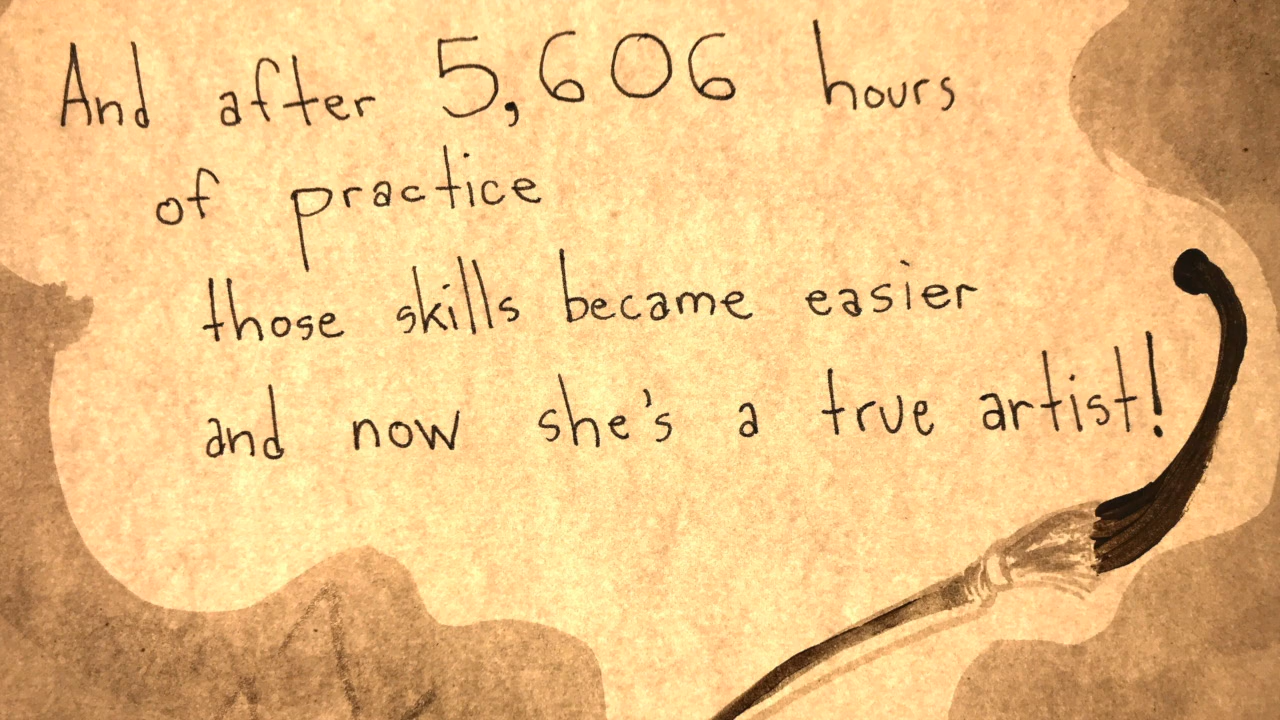 And after 5,606 hours
of practice
those skills became easier
and now she's a true artist!